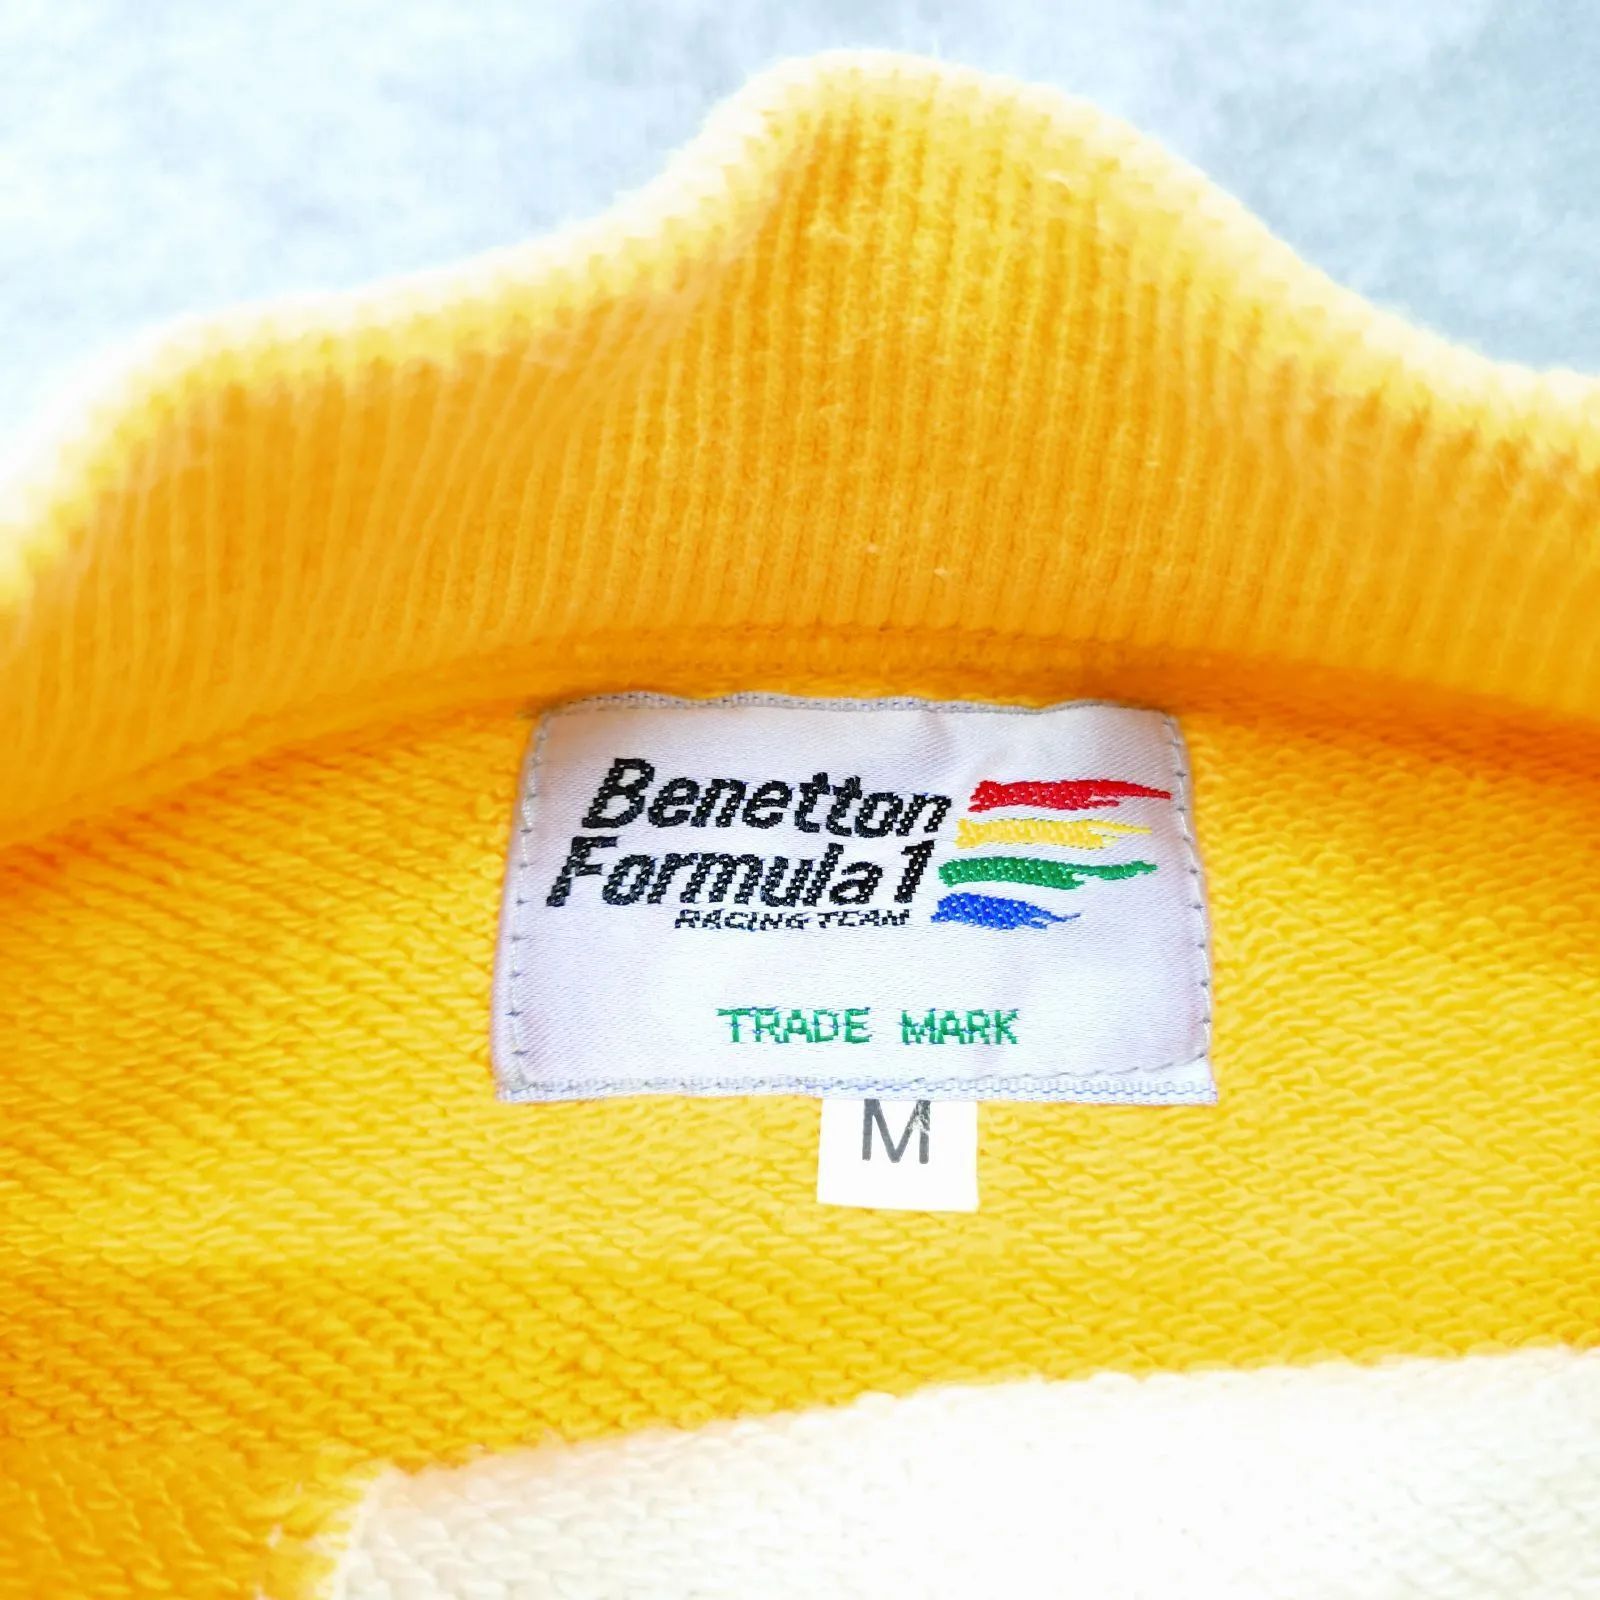 Benetton
Formula 1
RACING TEAM
TRADE MARK
M